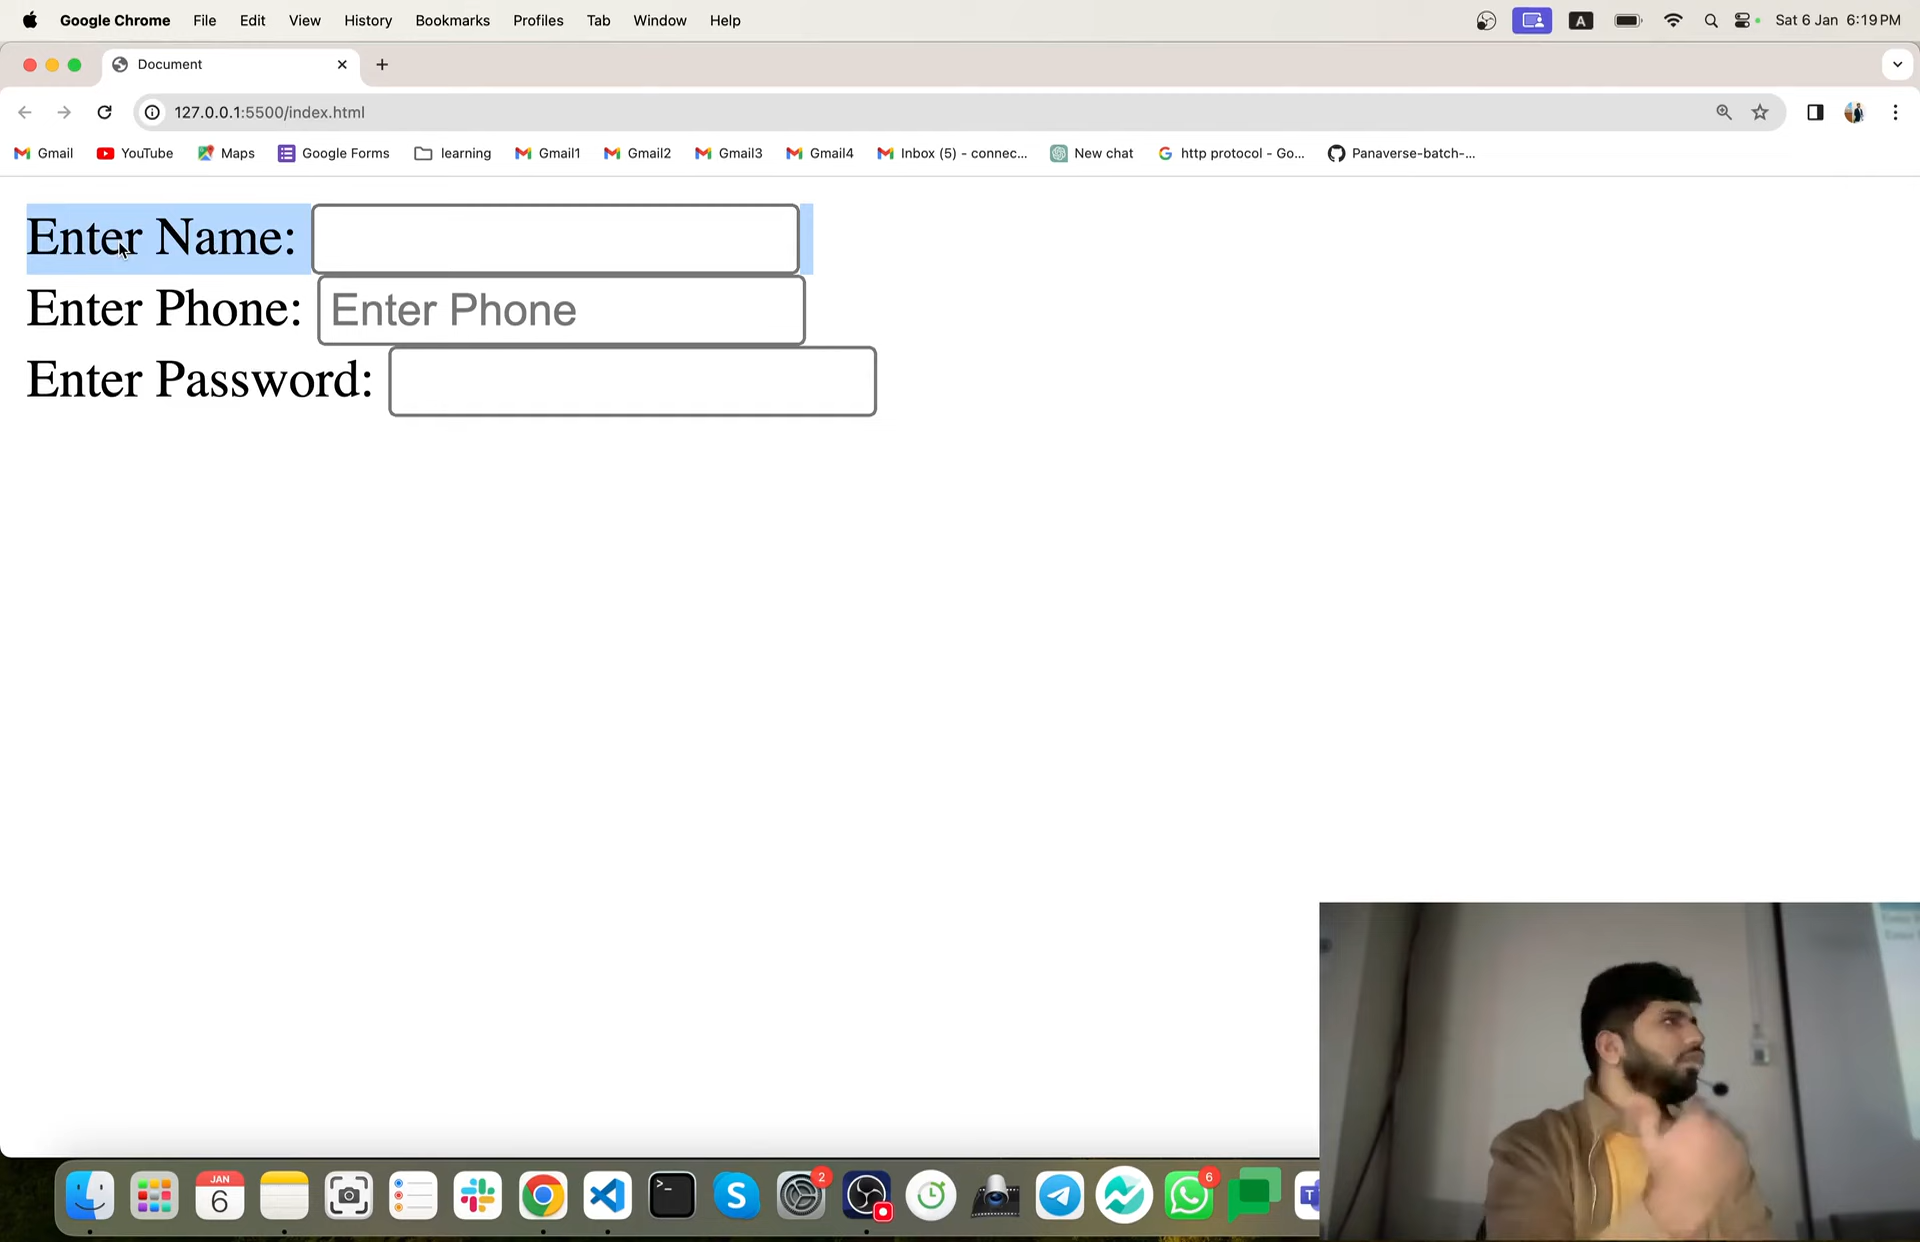 Google Chrome File Edit View History Bookmarks Profiles Tab Window Help A Sat 6 Jan 6:19 PM
Document
127.0.0.1:5500/index.html
Gmail YouTube Maps Google Forms learning Gmail1 Gmail2 Gmail3 Gmail4 Inbox (5) - connec... New chat http protocol - Go... Panaverse-batch-...
Enter Name:
Enter Phone: Enter Phone
Enter Password:
JAN
6
>_
S
2
6
T